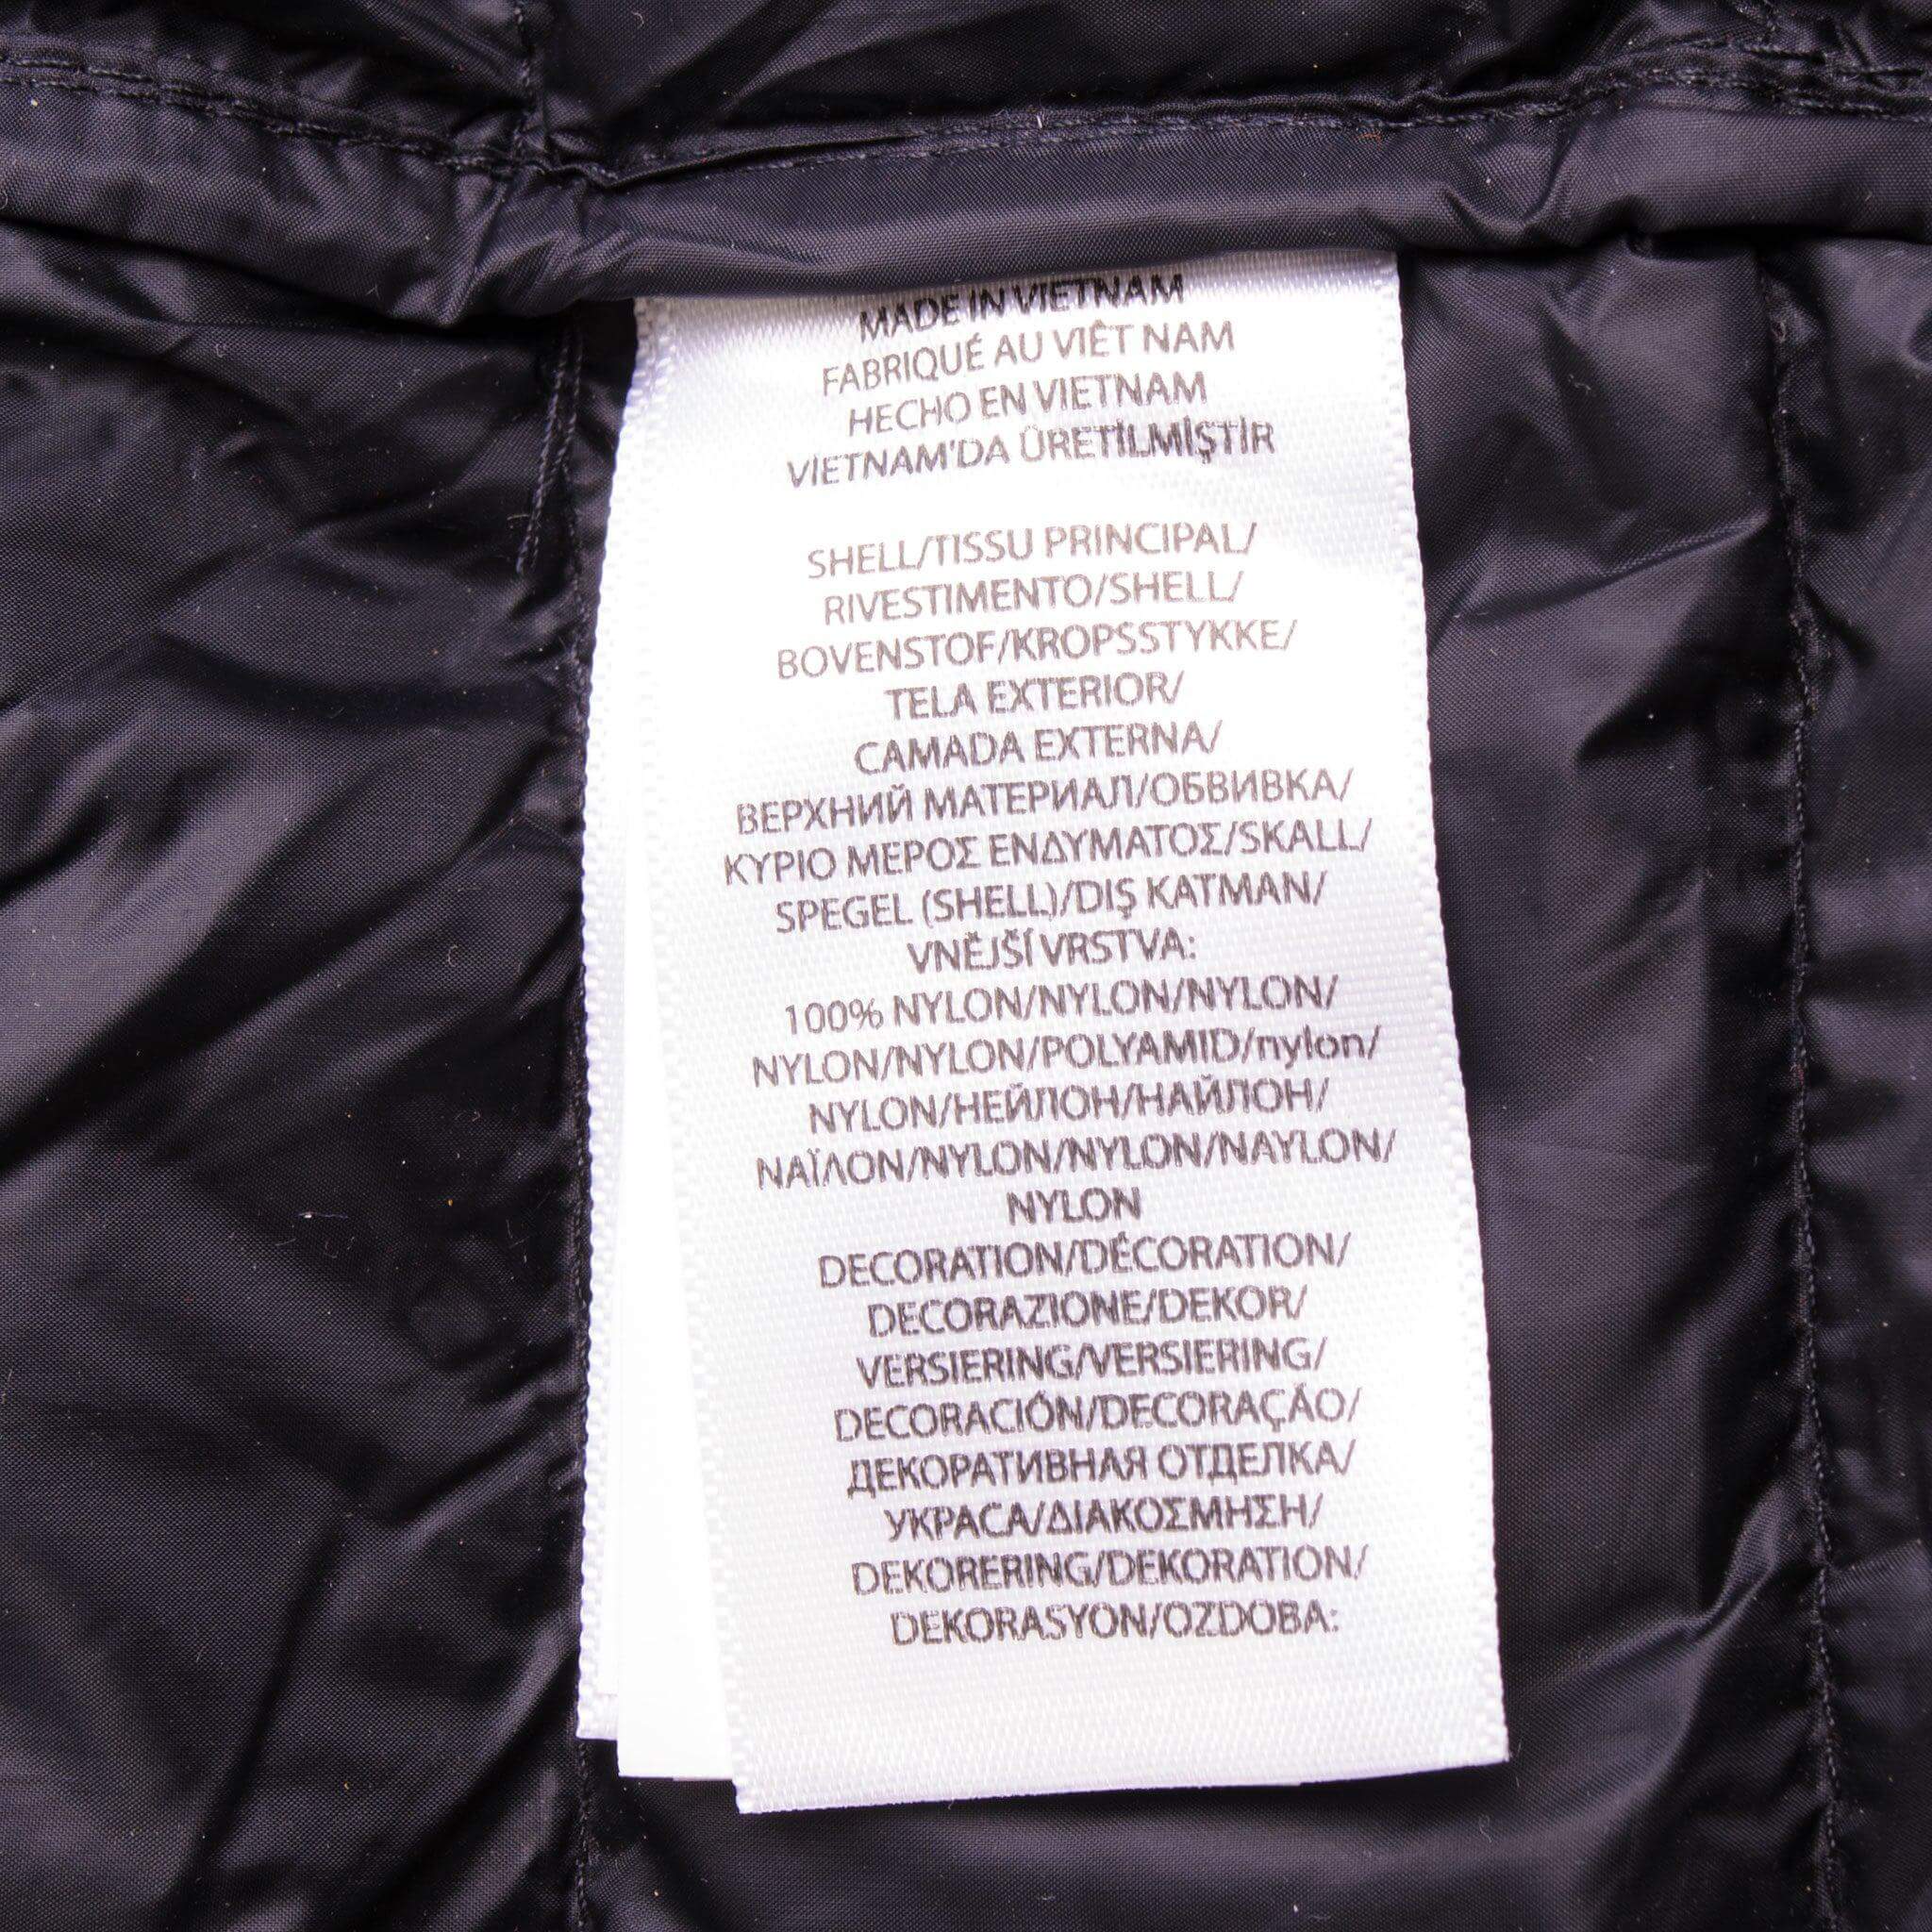 MADE IN VIETNAM
FABRIQUÉ AU VIÊT NAM
HECHO EN VIETNAM
VIETNAM'DA ÜRETİLMİŞTİR
SHELL/TISSU PRINCIPAL/
RIVESTIMENTO/SHELL/
BOVENSTOF/KROPSSTYKKE/
TELA EXTERIOR/
CAMADA EXTERNA/
ВЕРХНИЙ МАТЕРИАЛ/ОБВИВКА/
ΚΥΡΙΟ ΜΕΡΟΣ ΕΝΔΥΜΑΤΟΣ/SKALL/
SPEGEL (SHELL)/DIŞ KATMAN/
VNĚJŠÍ VRSTVA:
100% NYLON/NYLON/NYLON/
NYLON/NYLON/POLYAMID/nylon/
NYLON/НЕЙЛОН/НАЙЛОН/
ΝΑΪΛΟΝ/NYLON/NYLON/NAYLON/
NYLON
DECORATION/DÉCORATION/
DECORAZIONE/DEKOR/
VERSIERING/VERSIERING/
DECORACIÓN/DECORAÇÃO/
ДЕКОРАТИВНАЯ ОТДЕЛКА/
УКРАСА/ΔΙΑΚΟΣΜΗΣΗ/
DEKORERING/DEKORATION/
DEKORASYON/OZDOBA: